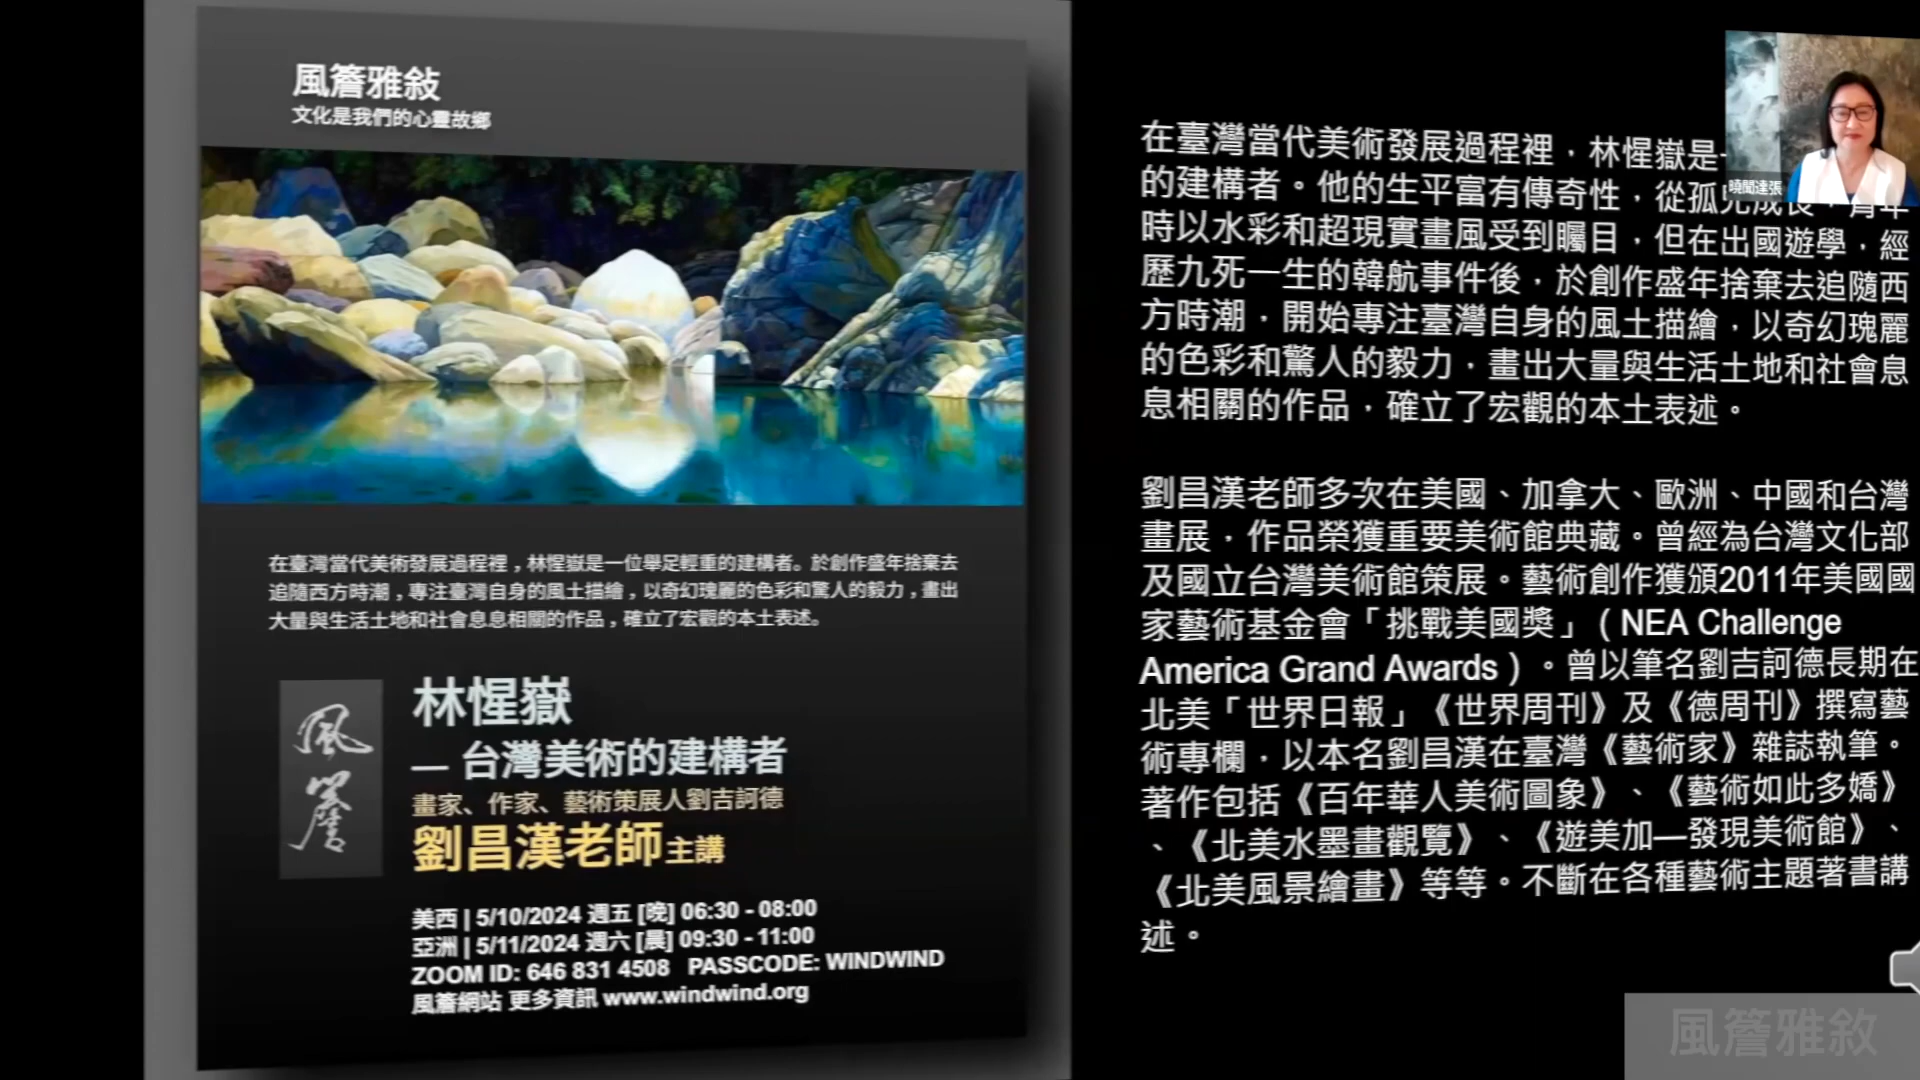 風簷雅敍
文化是我們的心靈故鄉
在臺灣當代美術發展過程裡，林惺嶽是一位舉足輕重的建構者。於創作盛年捨棄去
追隨西方時潮，專注臺灣自身的風土描繪，以奇幻瑰麗的色彩和驚人的毅力，畫出
大量與生活土地和社會息息相關的作品，確立了宏觀的本土表述。
風簷
林惺嶽
— 台灣美術的建構者
畫家、作家、藝術策展人劉吉訶德
劉昌漢老師主講
美西 | 5/10/2024 週五 [晚] 06:30 - 08:00
亞洲 | 5/11/2024 週六 [晨] 09:30 - 11:00
ZOOM ID: 646 831 4508 PASSCODE: WINDWIND
風簷網站 更多資訊 www.windwind.org
在臺灣當代美術發展過程裡，林惺嶽是
的建構者。他的生平富有傳奇性，從孤兒成長，青年
時以水彩和超現實畫風受到矚目，但在出國遊學，經
歷九死一生的韓航事件後，於創作盛年捨棄去追隨西
方時潮，開始專注臺灣自身的風土描繪，以奇幻瑰麗
的色彩和驚人的毅力，畫出大量與生活土地和社會息
息相關的作品，確立了宏觀的本土表述。
劉昌漢老師多次在美國、加拿大、歐洲、中國和台灣
畫展，作品榮獲重要美術館典藏。曾經為台灣文化部
及國立台灣美術館策展。藝術創作獲頒2011年美國國
家藝術基金會「挑戰美國獎」（NEA Challenge
America Grand Awards）。曾以筆名劉吉訶德長期在
北美「世界日報」《世界周刊》及《德周刊》撰寫藝
術專欄，以本名劉昌漢在臺灣《藝術家》雜誌執筆。
著作包括《百年華人美術圖象》、《藝術如此多嬌》
、《北美水墨畫觀覽》、《遊美加—發現美術館》、
《北美風景繪畫》等等。不斷在各種藝術主題著書講
述。
曉聞達張
風簷雅敘